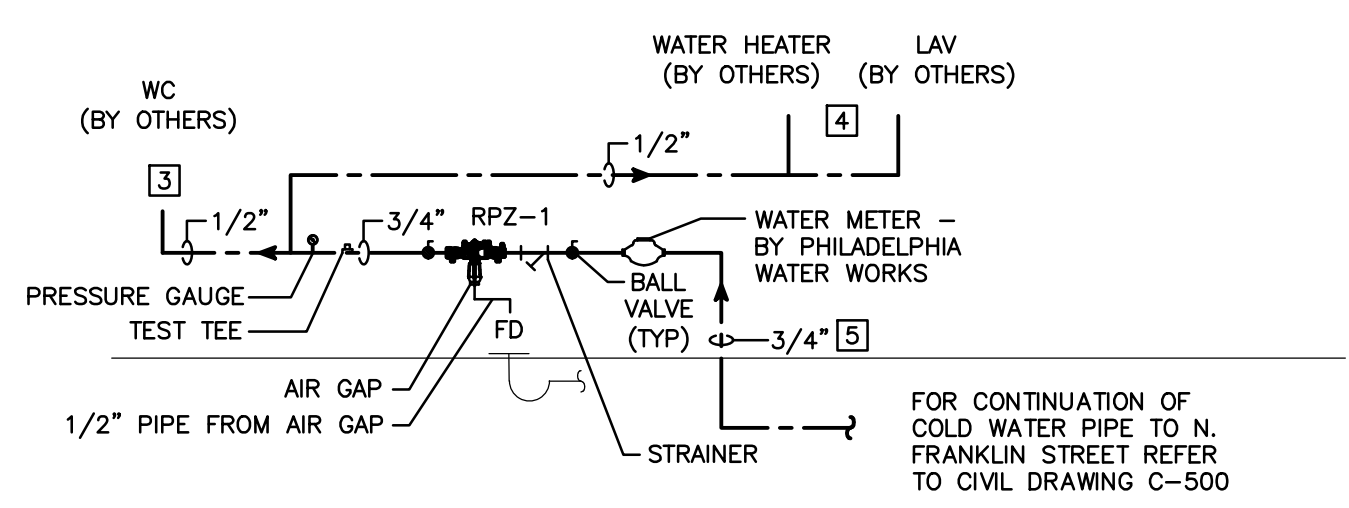 WATER HEATER
(BY OTHERS)
LAV
(BY OTHERS)
WC
(BY OTHERS)
4
1/2"
3
1/2"
3/4"
RPZ-1
WATER METER -
BY PHILADELPHIA
WATER WORKS
PRESSURE GAUGE
TEST TEE
BALL
VALVE
(TYP)
FD
3/4"
5
AIR GAP
1/2" PIPE FROM AIR GAP
STRAINER
FOR CONTINUATION OF
COLD WATER PIPE TO N.
FRANKLIN STREET REFER
TO CIVIL DRAWING C-500